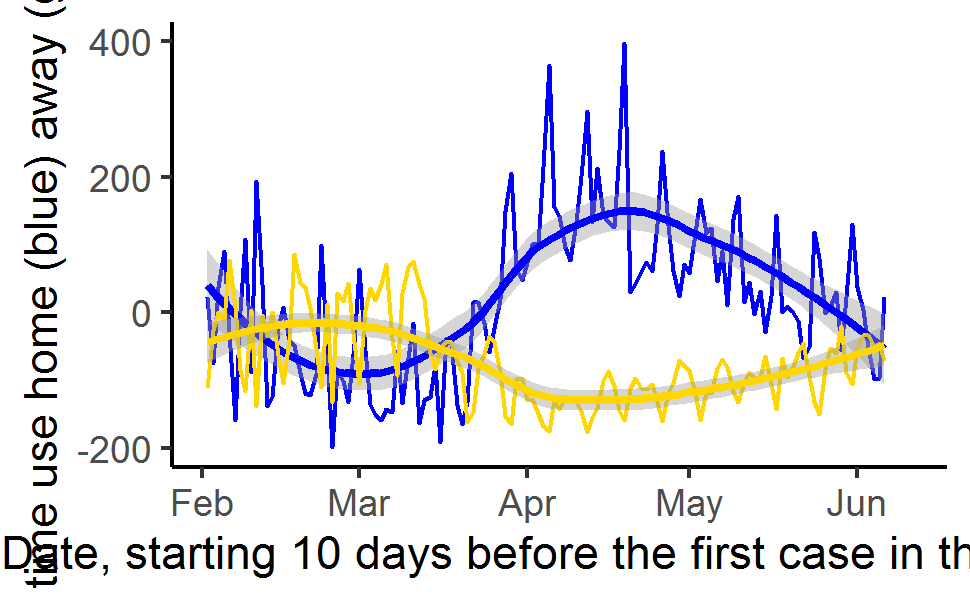 time use home (blue) away (
400
200
0
-200
Feb Mar Apr May Jun
Date, starting 10 days before the first case in th